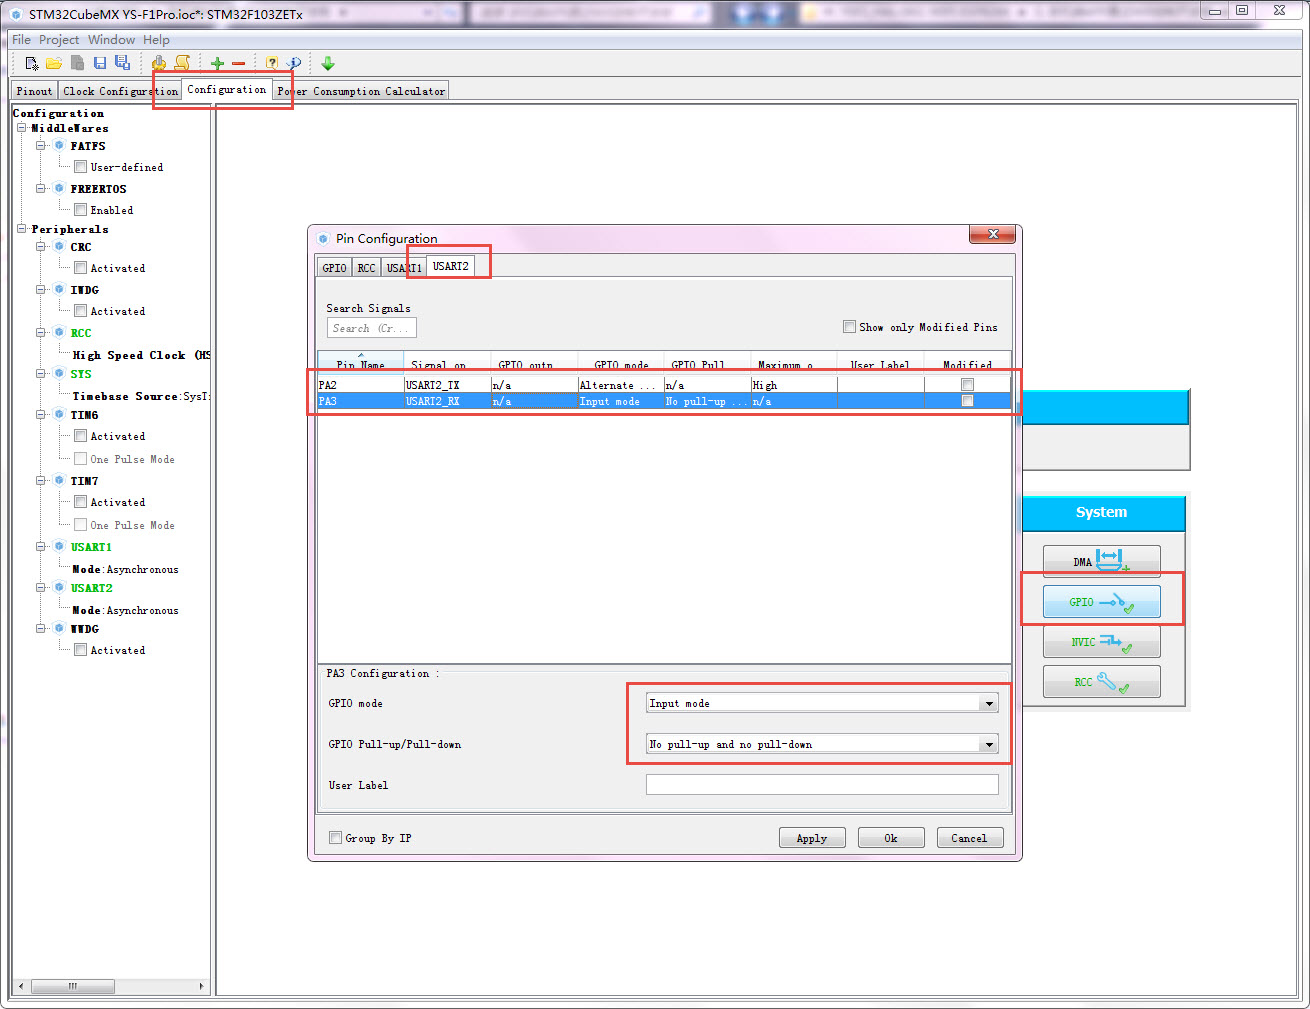 STM32CubeMX YS-F1Pro.ioc*: STM32F103ZETx
File Project Window Help
Pinout Clock Configuration Configuration Power Consumption Calculator
Configuration
MiddleWares
FATFS
User-defined
FREERTOS
Enabled
Peripherals
CRC
Activated
IWDG
Activated
RCC
High Speed Clock (HS
SYS
Timebase Source:SysT
TIM6
Activated
One Pulse Mode
TIM7
Activated
One Pulse Mode
USART1
Mode:Asynchronous
USART2
Mode:Asynchronous
WWDG
Activated
Pin Configuration
GPIO RCC USART1 USART2
Search Signals
Search (Cr...
Show only Modified Pins
Pin Name Signal on GPIO outp GPIO mode GPIO Pull Maximum o User Label Modified
PA2 USART2_TX n/a Alternate ... n/a High
PA3 USART2_RX n/a Input mode No pull-up ... n/a
PA3 Configuration :
GPIO mode Input mode
GPIO Pull-up/Pull-down No pull-up and no pull-down
User Label
Group By IP
Apply Ok Cancel
System
DMA
GPIO
NVIC
RCC